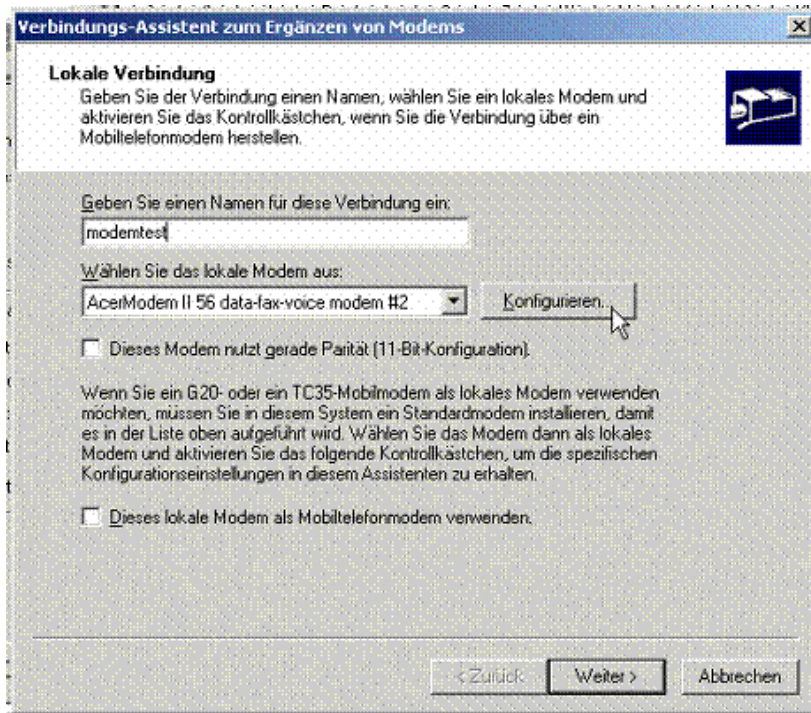 Verbindungs-Assistent zum Ergänzen von Modems
Lokale Verbindung
Geben Sie der Verbindung einen Namen, wählen Sie ein lokales Modem und
aktivieren Sie das Kontrollkästchen, wenn Sie die Verbindung über ein
Mobiltelefonmodem herstellen.
Geben Sie einen Namen für diese Verbindung ein:
modemtest
Wählen Sie das lokale Modem aus:
AcerModem II 56 data-fax-voice modem #2
Konfigurieren...
Dieses Modem nutzt gerade Parität (11-Bit-Konfiguration).
Wenn Sie ein G20- oder ein TC35-Mobilmodem als lokales Modem verwenden
möchten, müssen Sie in diesem System ein Standardmodem installieren, damit
es in der Liste oben aufgeführt wird. Wählen Sie das Modem dann als lokales
Modem und aktivieren Sie das folgende Kontrollkästchen, um die spezifischen
Konfigurationseinstellungen in diesem Assistenten zu erhalten.
Dieses lokale Modem als Mobiltelefonmodem verwenden.
< Zurück
Weiter >
Abbrechen